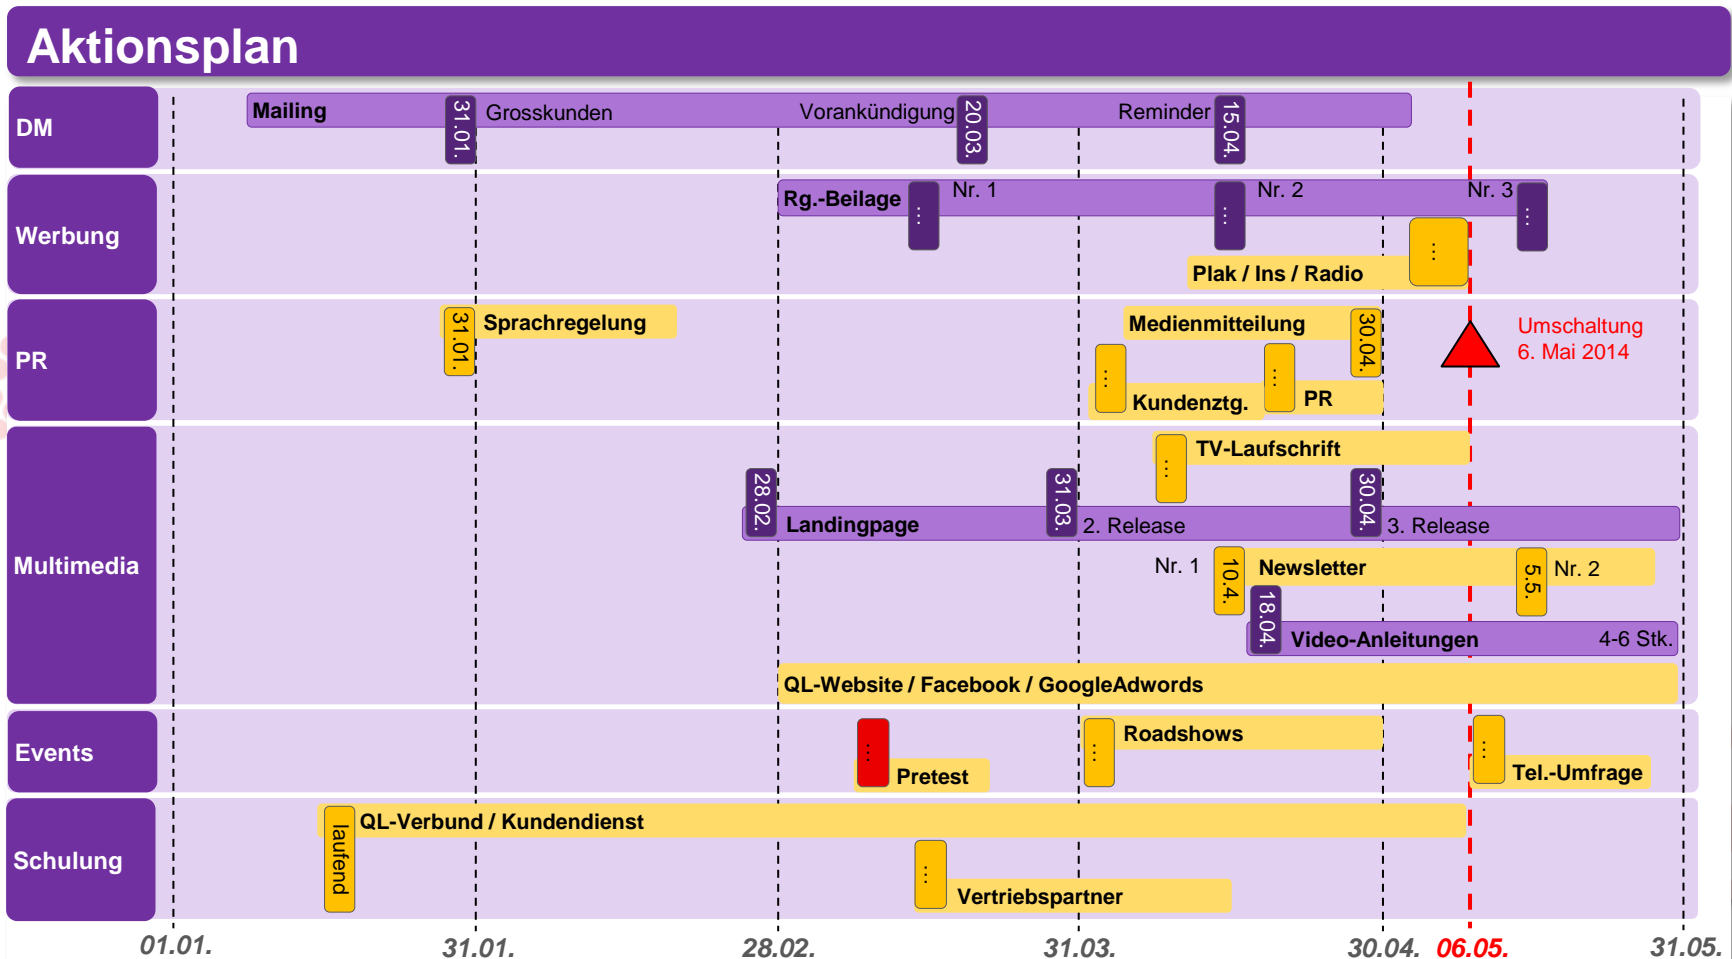 Aktionsplan
DM
Mailing
31.01.
Grosskunden
Vorankündigung
20.03.
Reminder
15.04.
Werbung
Rg.-Beilage
...
Nr. 1
...
Nr. 2
Nr. 3
...
Plak / Ins / Radio
...
PR
31.01.
Sprachregelung
Medienmitteilung
30.04.
...
Kundenztg.
...
PR
Umschaltung
6. Mai 2014
Multimedia
...
TV-Laufschrift
28.02.
Landingpage
31.03.
2. Release
30.04.
3. Release
Nr. 1
10.4.
Newsletter
5.5.
Nr. 2
18.04.
Video-Anleitungen
4-6 Stk.
QL-Website / Facebook / GoogleAdwords
Events
...
Pretest
...
Roadshows
...
Tel.-Umfrage
Schulung
laufend
QL-Verbund / Kundendienst
...
Vertriebspartner
01.01.
31.01.
28.02.
31.03.
30.04.
06.05.
31.05.